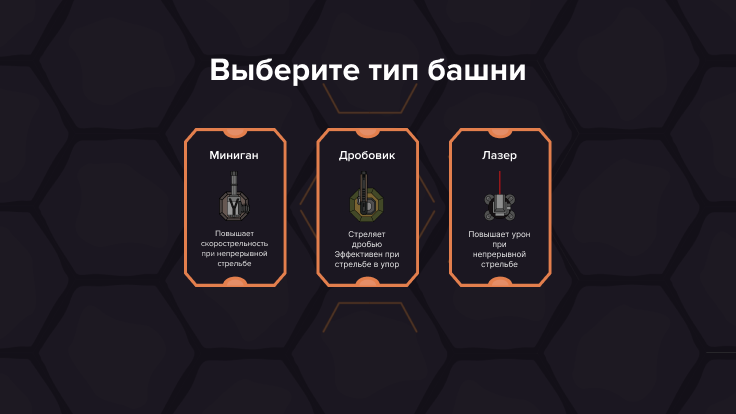 Выберите тип башни
Миниган
Повышает
скорострельность
при непрерывной
стрельбе
Дробовик
Стреляет
дробью
Эффективен при
стрельбе в упор
Лазер
Повышает урон
при
непрерывной
стрельбе